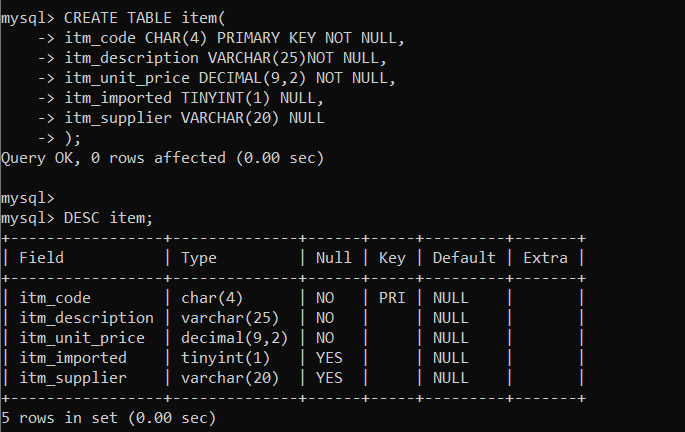 mysql> CREATE TABLE item(
    -> itm_code CHAR(4) PRIMARY KEY NOT NULL,
    -> itm_description VARCHAR(25)NOT NULL,
    -> itm_unit_price DECIMAL(9,2) NOT NULL,
    -> itm_imported TINYINT(1) NULL,
    -> itm_supplier VARCHAR(20) NULL
    -> );
Query OK, 0 rows affected (0.00 sec)

mysql>
mysql> DESC item;
+-----------------+--------------+------+-----+---------+-------+
| Field           | Type         | Null | Key | Default | Extra |
+-----------------+--------------+------+-----+---------+-------+
| itm_code        | char(4)      | NO   | PRI | NULL    |       |
| itm_description | varchar(25)  | NO   |     | NULL    |       |
| itm_unit_price  | decimal(9,2) | NO   |     | NULL    |       |
| itm_imported    | tinyint(1)   | YES  |     | NULL    |       |
| itm_supplier    | varchar(20)  | YES  |     | NULL    |       |
+-----------------+--------------+------+-----+---------+-------+
5 rows in set (0.00 sec)